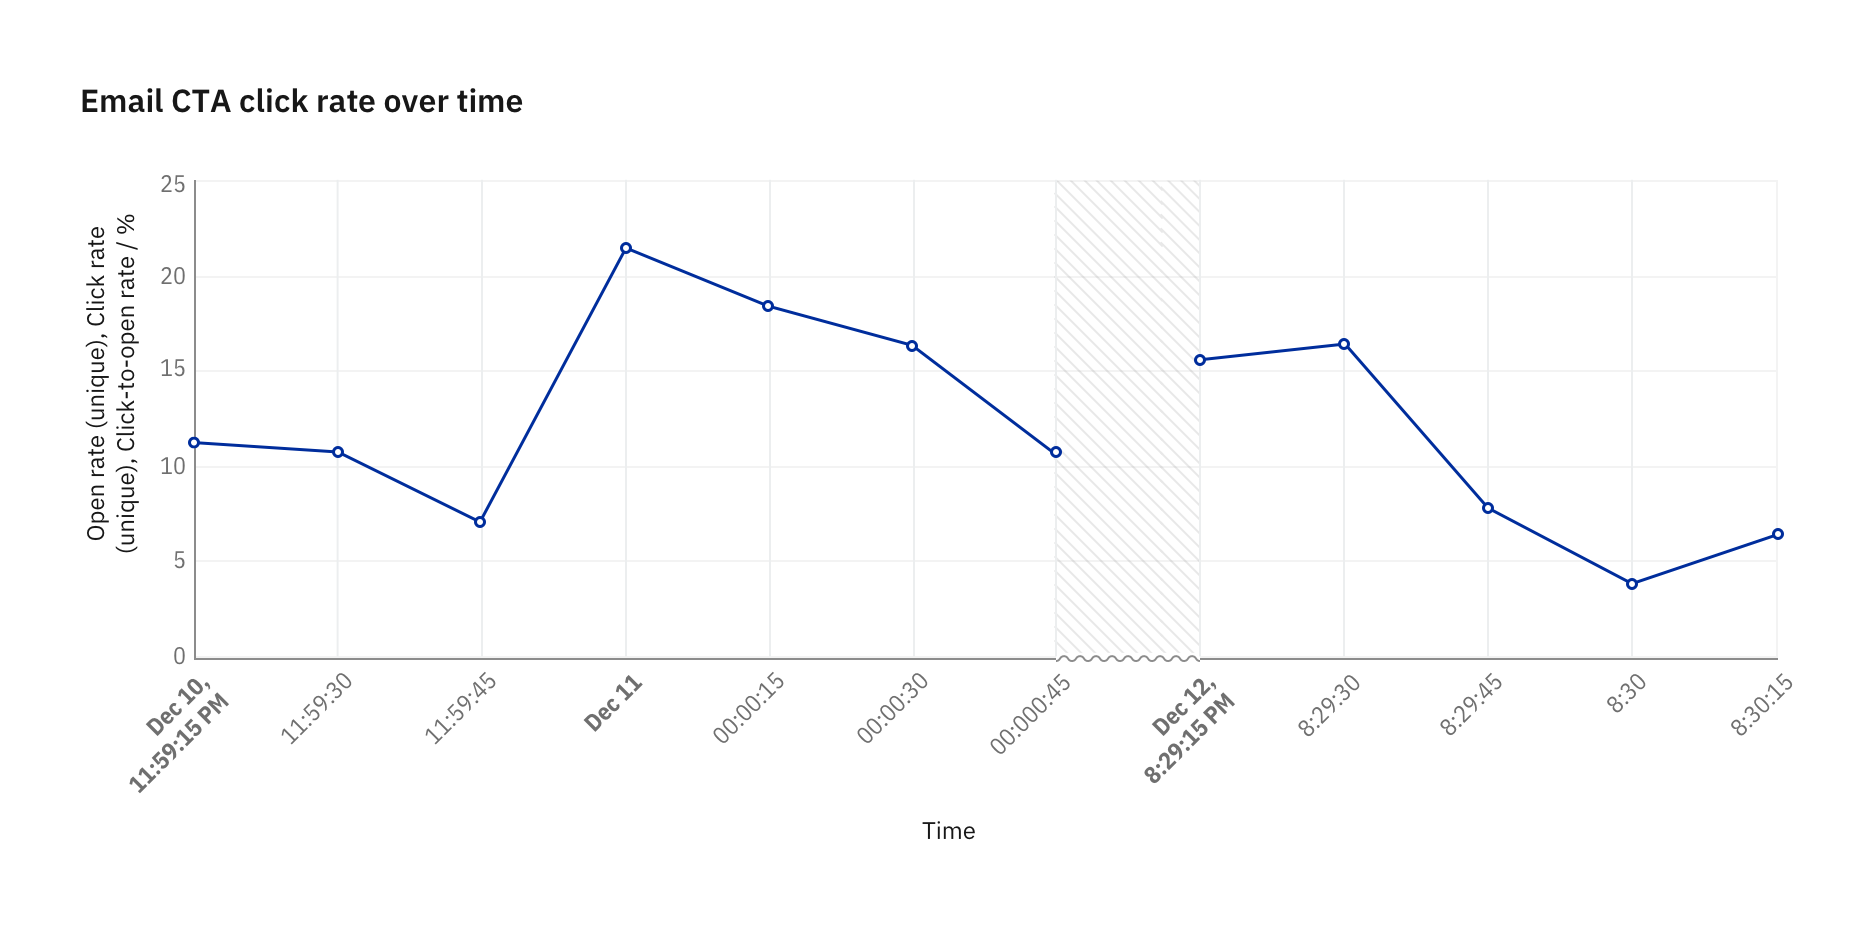 Email CTA click rate over time
Open rate (unique), Click rate
(unique), Click-to-open rate / %
25
20
15
10
5
0
Dec 10,
11:59:15 PM
11:59:30
11:59:45
Dec 11
00:00:15
00:00:30
00:000:45
Dec 12,
8:29:15 PM
8:29:30
8:29:45
8:30
8:30:15
Time